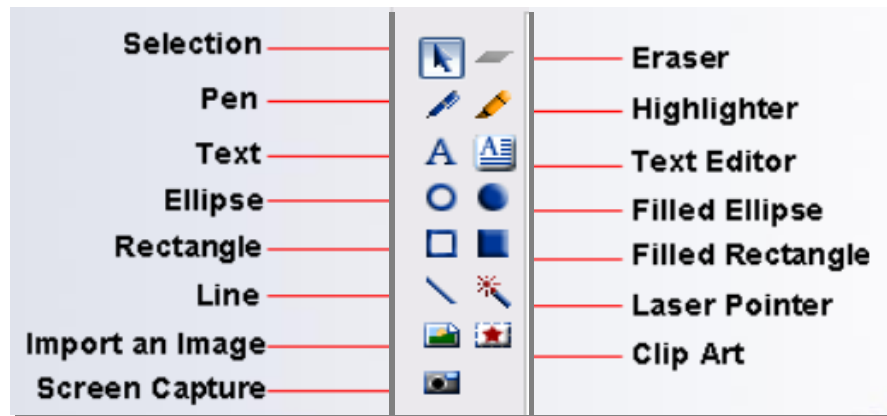 Selection
Pen
Text
Ellipse
Rectangle
Line
Import an Image
Screen Capture
Eraser
Highlighter
Text Editor
Filled Ellipse
Filled Rectangle
Laser Pointer
Clip Art